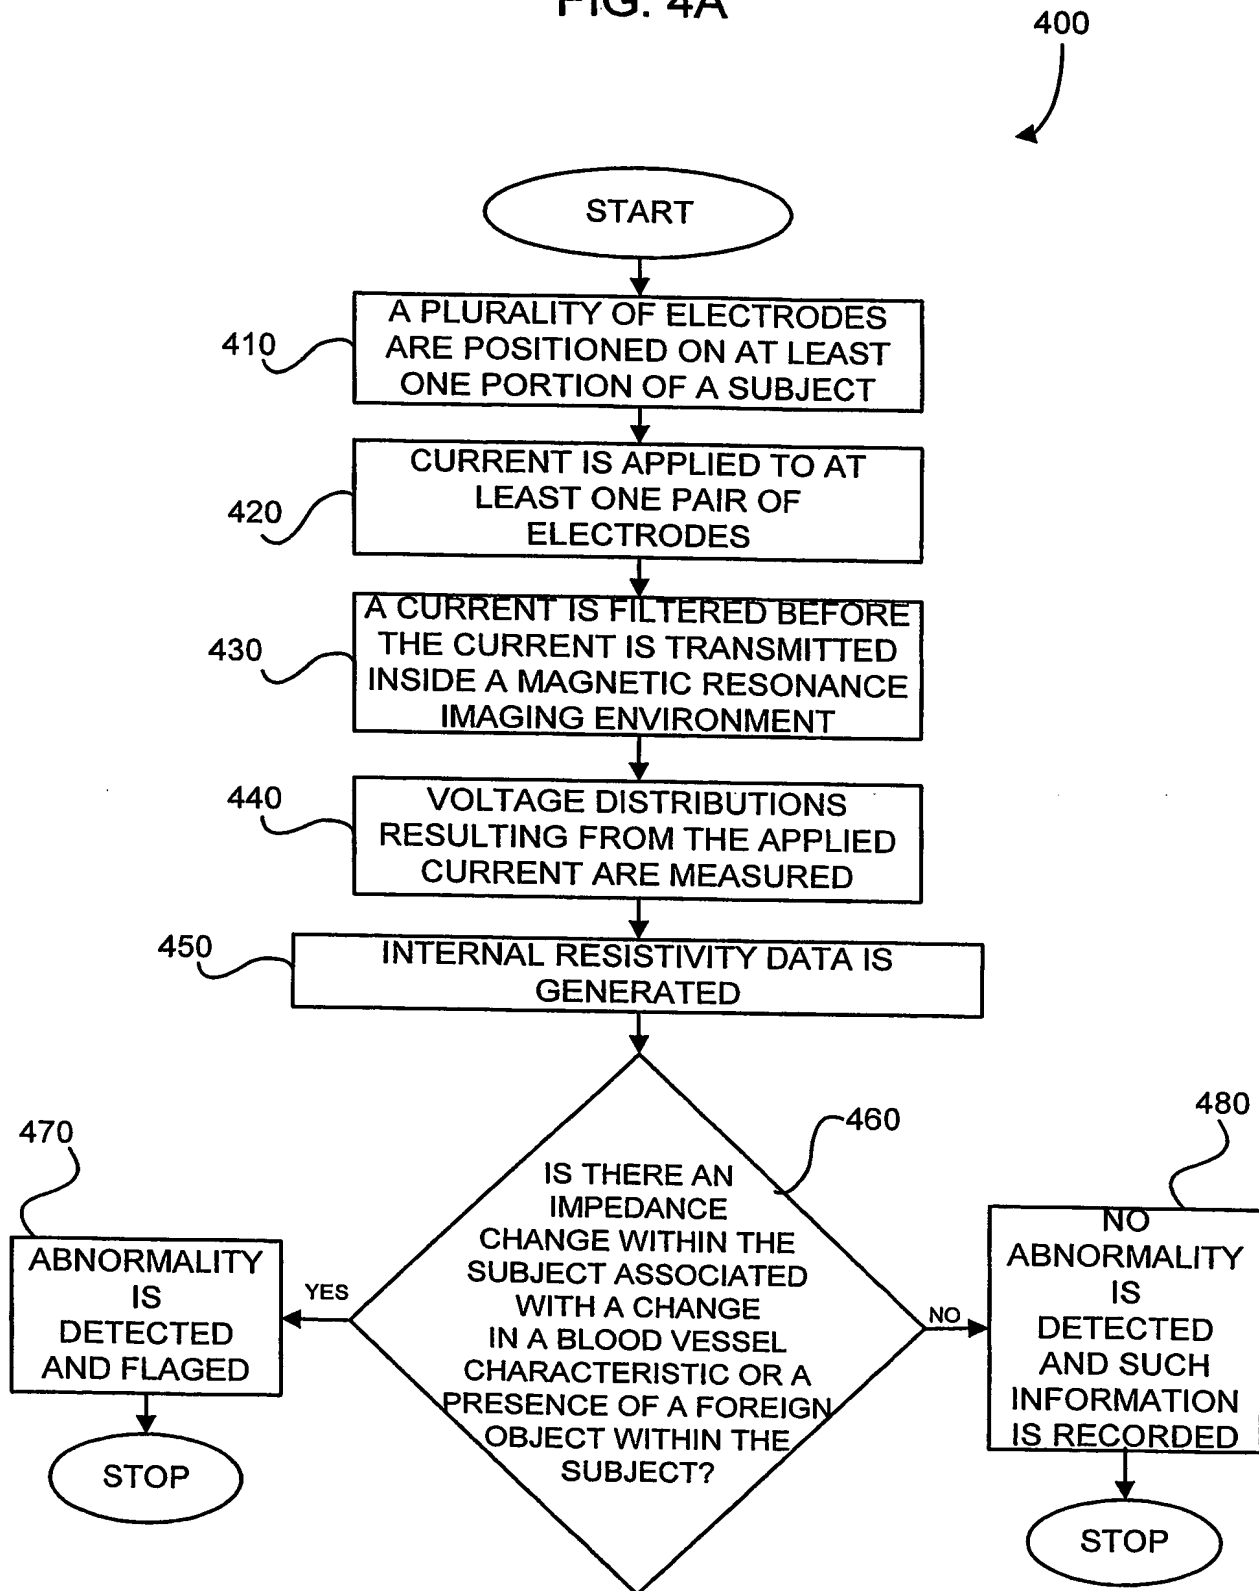 FIG. 4A
400
START
410
A PLURALITY OF ELECTRODES
ARE POSITIONED ON AT LEAST
ONE PORTION OF A SUBJECT
420
CURRENT IS APPLIED TO AT
LEAST ONE PAIR OF
ELECTRODES
430
A CURRENT IS FILTERED BEFORE
THE CURRENT IS TRANSMITTED
INSIDE A MAGNETIC RESONANCE
IMAGING ENVIRONMENT
440
VOLTAGE DISTRIBUTIONS
RESULTING FROM THE APPLIED
CURRENT ARE MEASURED
450
INTERNAL RESISTIVITY DATA IS
GENERATED
460
IS THERE AN
IMPEDANCE
CHANGE WITHIN THE
SUBJECT ASSOCIATED
WITH A CHANGE
IN A BLOOD VESSEL
CHARACTERISTIC OR A
PRESENCE OF A FOREIGN
OBJECT WITHIN THE
SUBJECT?
YES
470
ABNORMALITY
IS
DETECTED
AND FLAGED
STOP
NO
480
NO
ABNORMALITY
IS
DETECTED
AND SUCH
INFORMATION
IS RECORDED
STOP